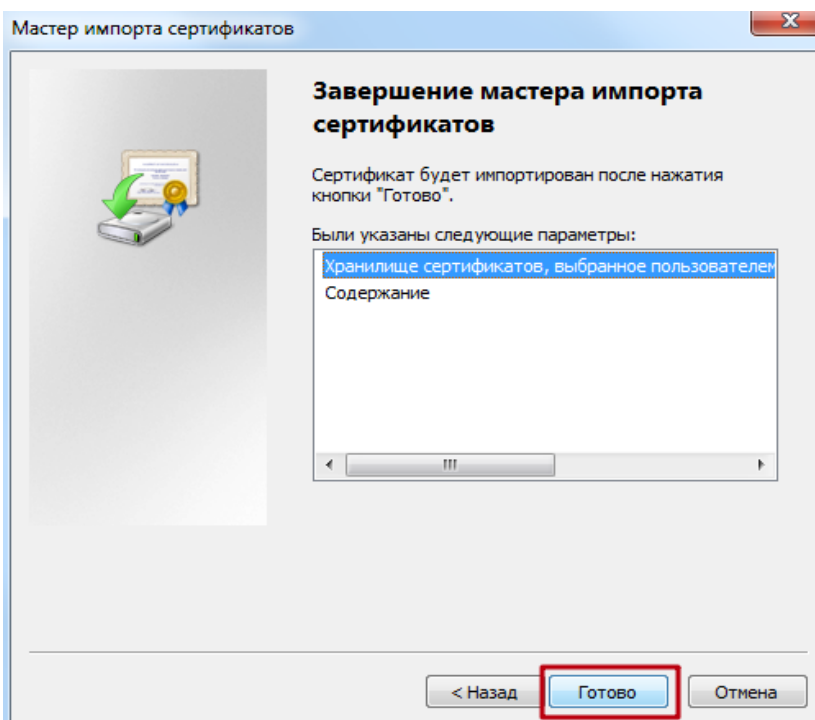 Мастер импорта сертификатов
Завершение мастера импорта
сертификатов
Сертификат будет импортирован после нажатия
кнопки "Готово".
Были указаны следующие параметры:
Хранилище сертификатов, выбранное пользователем
Содержание
< Назад
Готово
Отмена